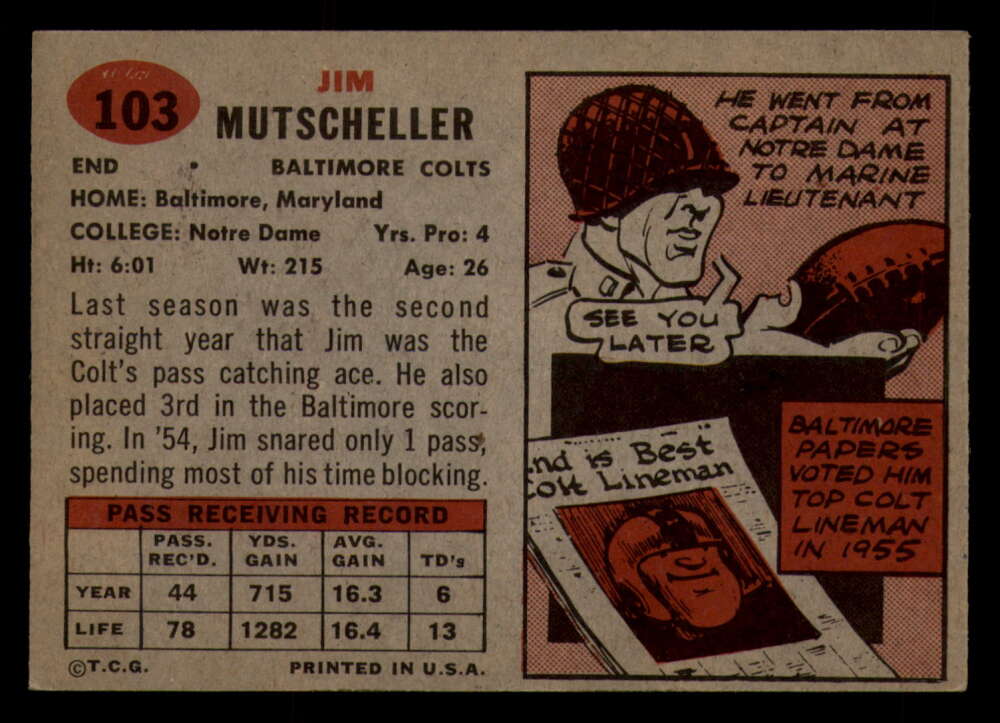 103
JIM
MUTSCHELLER
END • BALTIMORE COLTS
HOME: Baltimore, Maryland
COLLEGE: Notre Dame Yrs. Pro: 4
Ht: 6:01 Wt: 215 Age: 26
Last season was the second
straight year that Jim was the
Colt's pass catching ace. He also
placed 3rd in the Baltimore scor-
ing. In '54, Jim snared only 1 pass,
spending most of his time blocking.
PASS RECEIVING RECORD
PASS. REC'D. YDS. GAIN AVG. GAIN TD's
YEAR 44 715 16.3 6
LIFE 78 1282 16.4 13
©T.C.G. PRINTED IN U.S.A.
HE WENT FROM
CAPTAIN AT
NOTRE DAME
TO MARINE
LIEUTENANT
SEE YOU
LATER
BALTIMORE
PAPERS
VOTED HIM
TOP COLT
LINEMAN
IN 1955
nd is Best
olt Lineman